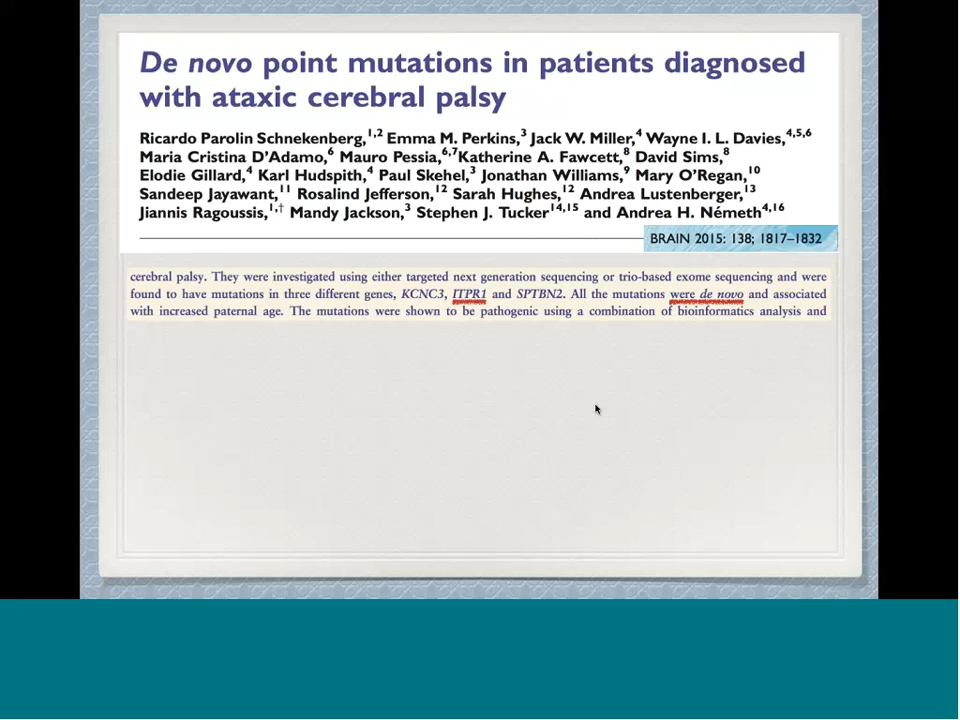 De novo point mutations in patients diagnosed
with ataxic cerebral palsy
Ricardo Parolin Schnekenberg,1,2 Emma M. Perkins,3 Jack W. Miller,4 Wayne I. L. Davies,4,5,6
Maria Cristina D'Adamo,6 Mauro Pessia,6,7 Katherine A. Fawcett,8 David Sims,8
Elodie Gillard,4 Karl Hudspith,4 Paul Skehel,3 Jonathan Williams,9 Mary O'Regan,10
Sandeep Jayawant,11 Rosalind Jefferson,12 Sarah Hughes,12 Andrea Lustenberger,13
Jiannis Ragoussis,1,† Mandy Jackson,3 Stephen J. Tucker14,15 and Andrea H. Németh4,16
BRAIN 2015: 138; 1817–1832
cerebral palsy. They were investigated using either targeted next generation sequencing or trio-based exome sequencing and were
found to have mutations in three different genes, KCNC3, ITPR1 and SPTBN2. All the mutations were de novo and associated
with increased paternal age. The mutations were shown to be pathogenic using a combination of bioinformatics analysis and